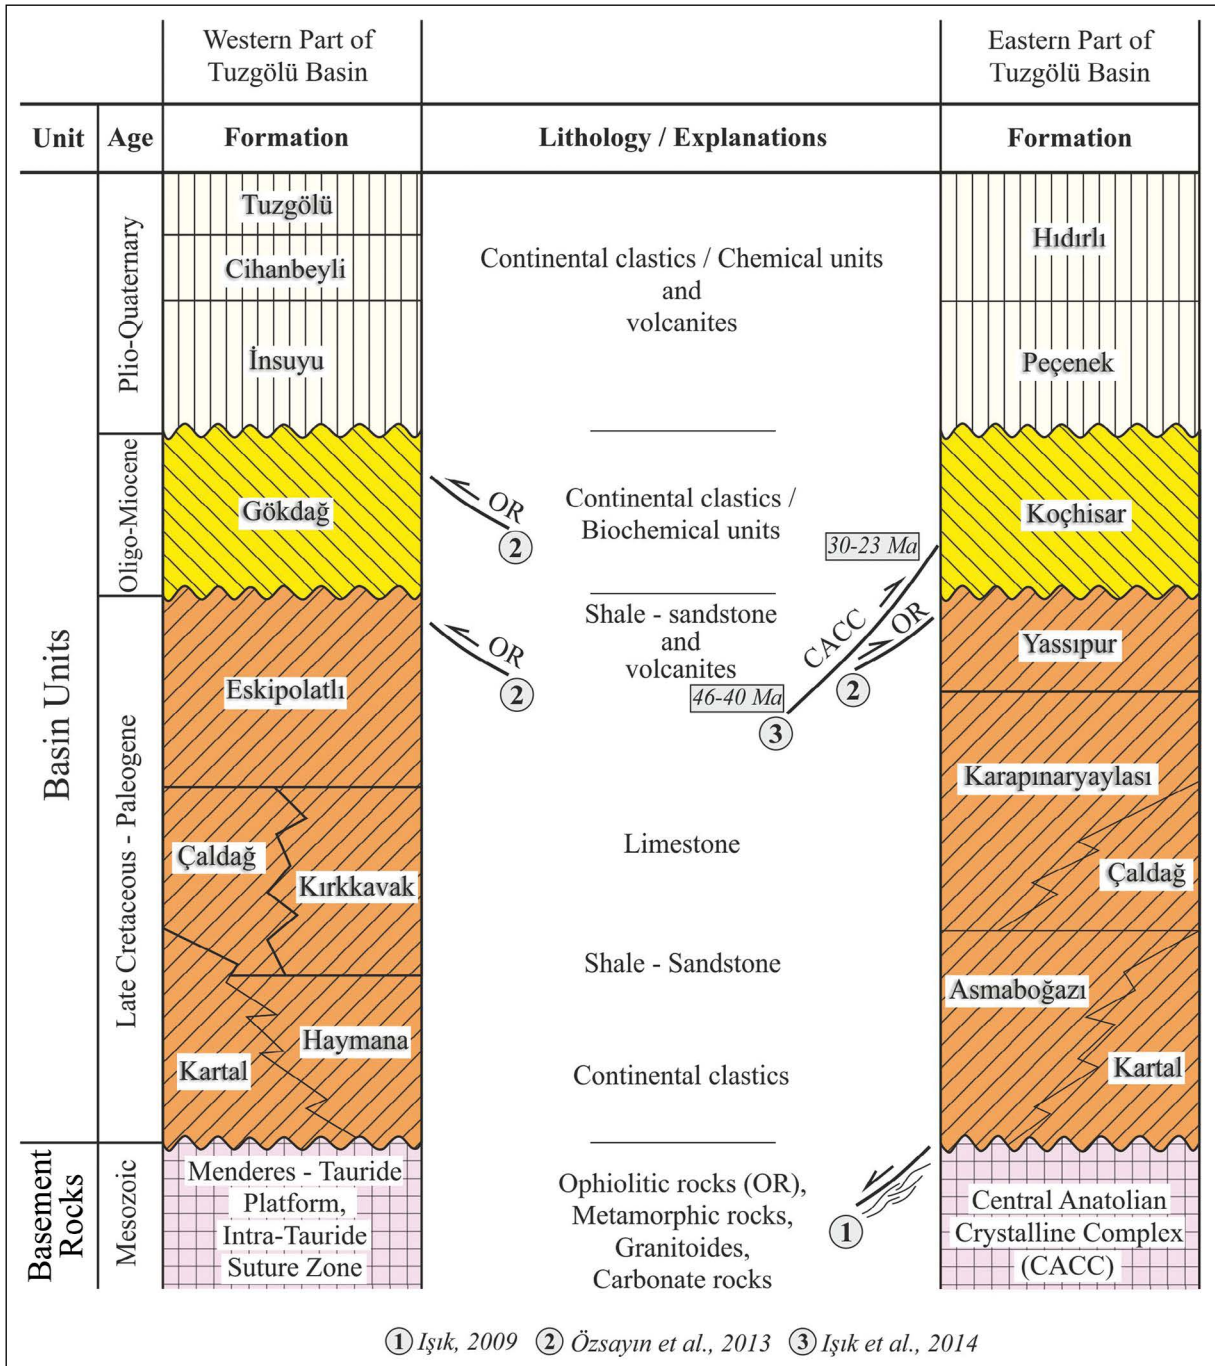 Western Part of
Tuzgölü Basin
Eastern Part of
Tuzgölü Basin
Unit
Age
Formation
Lithology / Explanations
Formation
Basin Units
Plio-Quaternary
Tuzgölü
Cihanbeyli
İnsuyu
Continental clastics / Chemical units
and
volcanites
Hıdırlı
Peçenek
Oligo-Miocene
Gökdağ
OR
2
Continental clastics /
Biochemical units
30-23 Ma
Koçhisar
Late Cretaceous - Paleogene
Eskipolatlı
OR
2
Shale - sandstone
and
volcanites
CACC
OR
46-40 Ma
2
3
Yassıpur
Karapınaryaylası
Çaldağ
Kırkkavak
Limestone
Çaldağ
Shale - Sandstone
Asmaboğazı
Haymana
Kartal
Continental clastics
Kartal
Basement
Rocks
Mesozoic
Menderes - Tauride
Platform,
Intra-Tauride
Suture Zone
Ophiolitic rocks (OR),
Metamorphic rocks,
Granitoides,
Carbonate rocks
1
Central Anatolian
Crystalline Complex
(CACC)
1 Işık, 2009 2 Özsayın et al., 2013 3 Işık et al., 2014